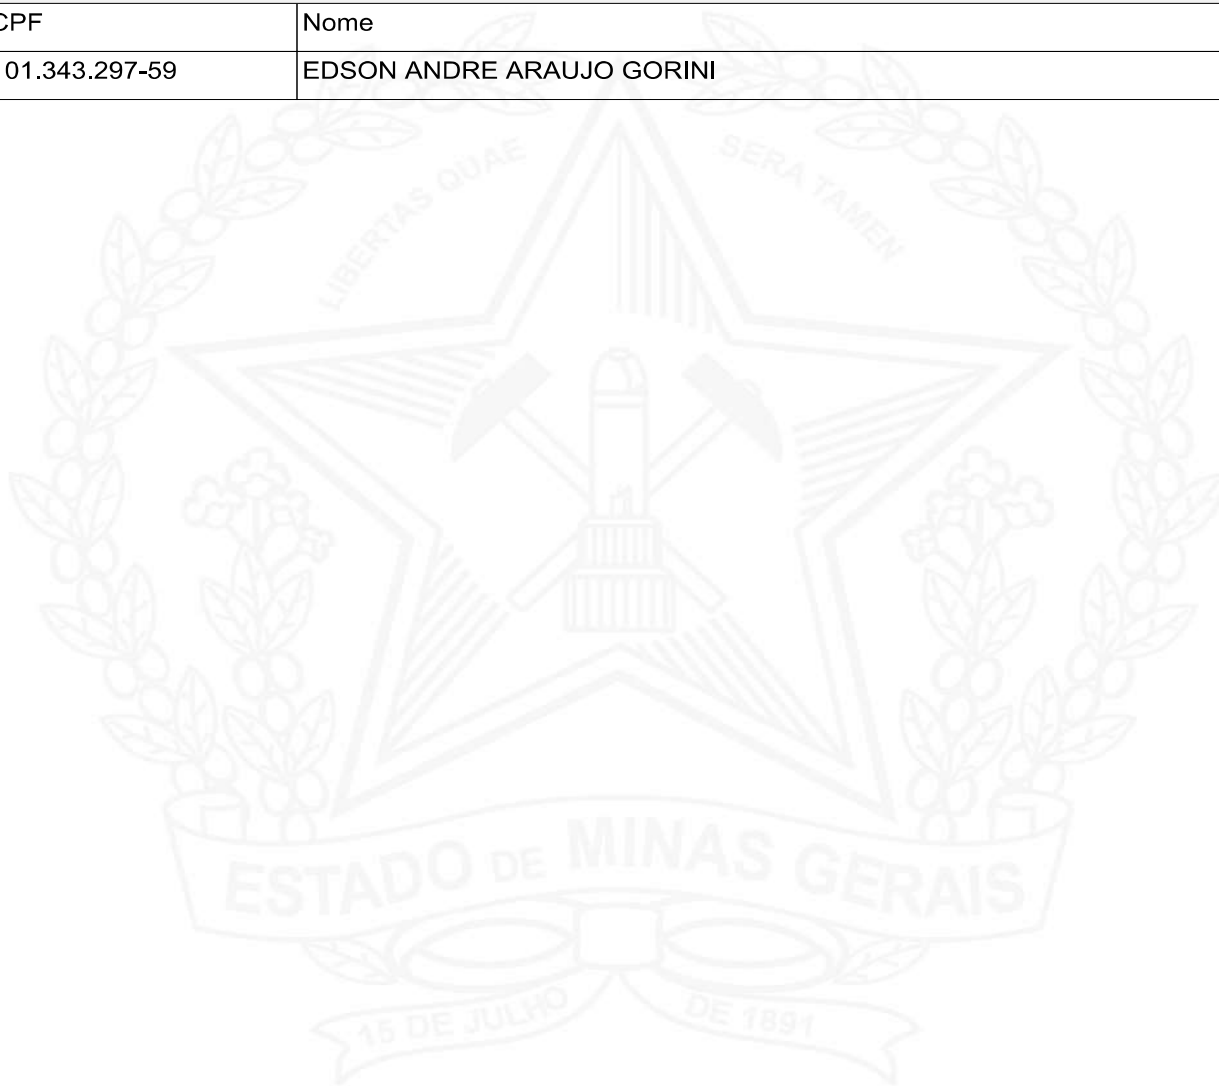 CPF Nome
01.343.297-59 EDSON ANDRE ARAUJO GORINI
LIBERTAS QUAE SERA TAMEN
ESTADO DE MINAS GERAIS
15 DE JULHO DE 1891